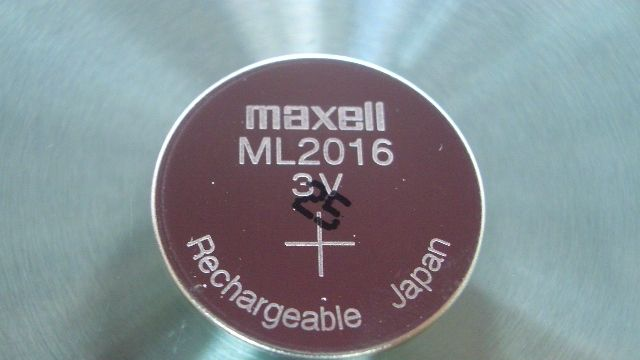 maxell
ML2016
3V
25
+
Rechargeable Japan